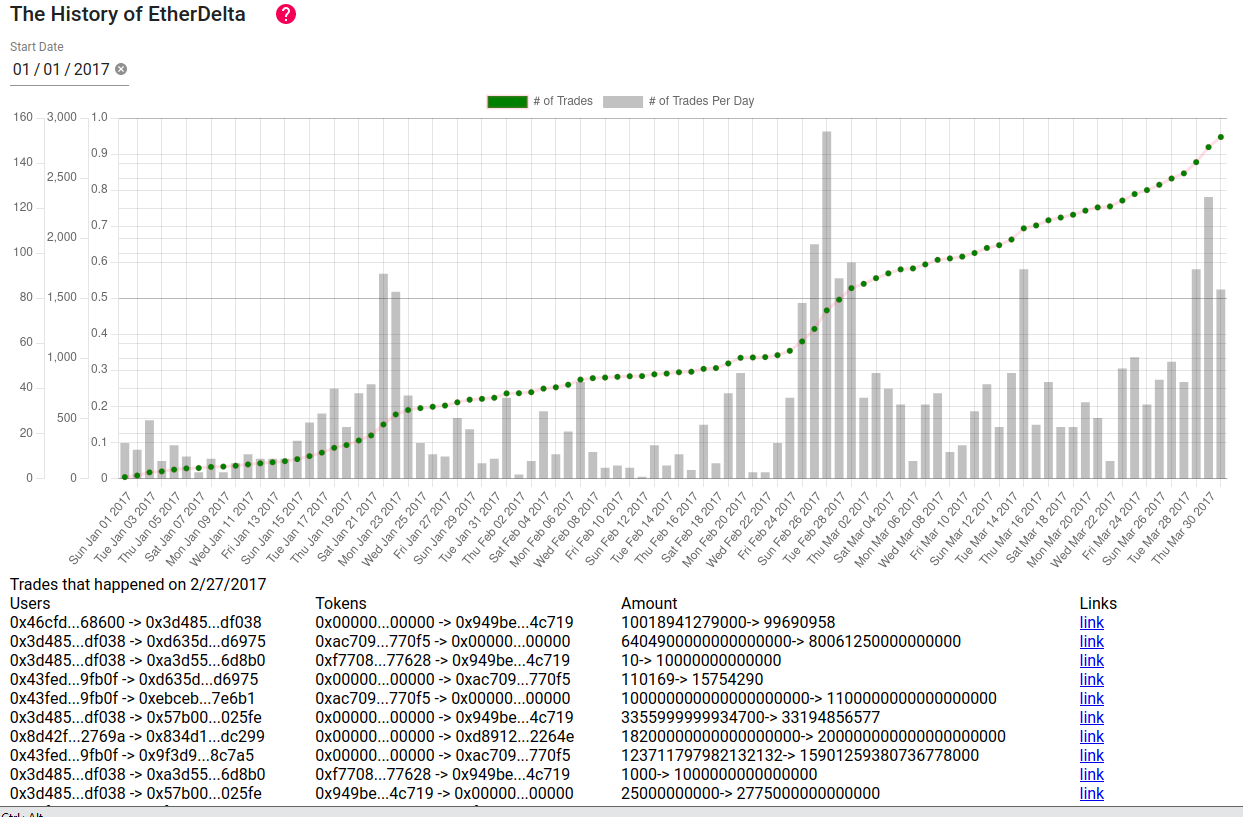 The History of EtherDelta ?
Start Date
01 / 01 / 2017
# of Trades # of Trades Per Day
160 3,000 1.0
0.9
140 2,500 0.8
120 0.7
2,000
100 0.6
80 1,500 0.5
60 0.4
1,000 0.3
40 0.2
500
20 0.1
0 0 0
Sun Jan 01 2017
Tue Jan 03 2017
Thu Jan 05 2017
Sat Jan 07 2017
Mon Jan 09 2017
Wed Jan 11 2017
Fri Jan 13 2017
Sun Jan 15 2017
Tue Jan 17 2017
Thu Jan 19 2017
Sat Jan 21 2017
Mon Jan 23 2017
Wed Jan 25 2017
Fri Jan 27 2017
Sun Jan 29 2017
Tue Jan 31 2017
Thu Feb 02 2017
Sat Feb 04 2017
Mon Feb 06 2017
Wed Feb 08 2017
Fri Feb 10 2017
Sun Feb 12 2017
Tue Feb 14 2017
Thu Feb 16 2017
Sat Feb 18 2017
Mon Feb 20 2017
Wed Feb 22 2017
Fri Feb 24 2017
Sun Feb 26 2017
Tue Feb 28 2017
Thu Mar 02 2017
Sat Mar 04 2017
Mon Mar 06 2017
Wed Mar 08 2017
Fri Mar 10 2017
Sun Mar 12 2017
Tue Mar 14 2017
Thu Mar 16 2017
Sat Mar 18 2017
Mon Mar 20 2017
Wed Mar 22 2017
Fri Mar 24 2017
Sun Mar 26 2017
Tue Mar 28 2017
Thu Mar 30 2017
Trades that happened on 2/27/2017
Users Tokens Amount Links
0x46cfd...68600 -> 0x3d485...df038 0x00000...00000 -> 0x949be...4c719 10018941279000-> 99690958 link
0x3d485...df038 -> 0xd635d...d6975 0xac709...770f5 -> 0x00000...00000 6404900000000000000-> 80061250000000000 link
0x3d485...df038 -> 0xa3d55...6d8b0 0xf7708...77628 -> 0x949be...4c719 10-> 10000000000000 link
0x43fed...9fb0f -> 0xd635d...d6975 0x00000...00000 -> 0xac709...770f5 110169-> 15754290 link
0x43fed...9fb0f -> 0xebceb...7e6b1 0xac709...770f5 -> 0x00000...00000 10000000000000000000-> 1100000000000000000 link
0x3d485...df038 -> 0x57b00...025fe 0x00000...00000 -> 0x949be...4c719 3355999999934700-> 33194856577 link
0x8d42f...2769a -> 0x834d1...dc299 0x00000...00000 -> 0xd8912...2264e 1820000000000000000-> 200000000000000000000 link
0x43fed...9fb0f -> 0x9f3d9...8c7a5 0x00000...00000 -> 0xac709...770f5 123711797982132132-> 15901259380736778000 link
0x3d485...df038 -> 0xa3d55...6d8b0 0xf7708...77628 -> 0x949be...4c719 1000-> 1000000000000000 link
0x3d485...df038 -> 0x57b00...025fe 0x949be...4c719 -> 0x00000...00000 25000000000-> 2775000000000000 link